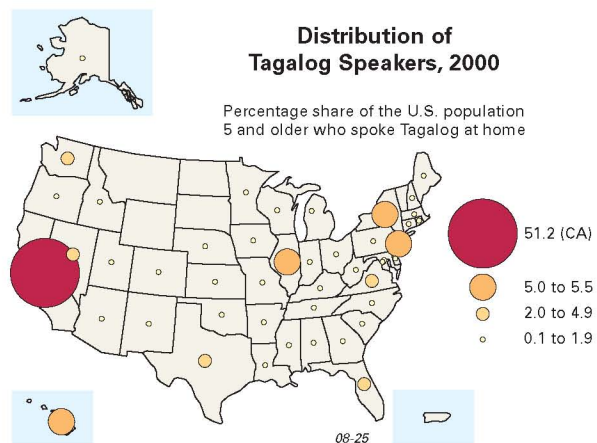 Distribution of
Tagalog Speakers, 2000
Percentage share of the U.S. population
5 and older who spoke Tagalog at home
51.2 (CA)
5.0 to 5.5
2.0 to 4.9
0.1 to 1.9
08-25